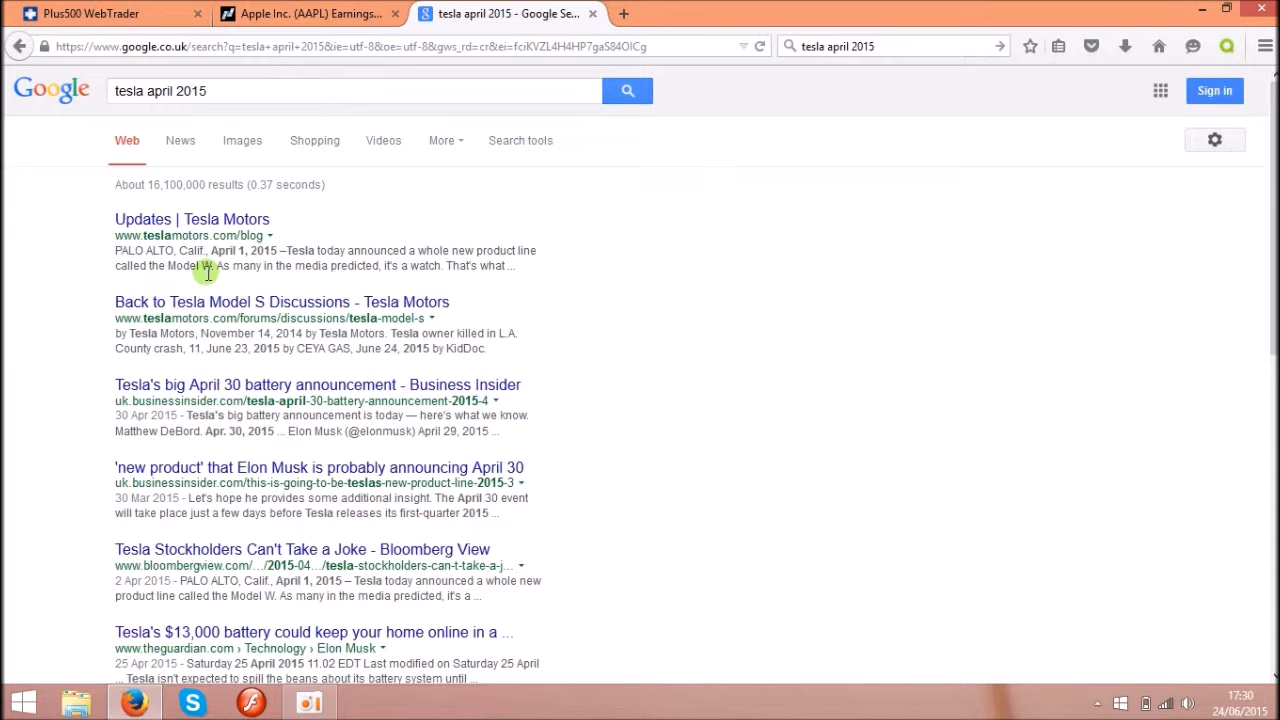 Plus500 WebTrader
Apple Inc. (AAPL) Earnings...
tesla april 2015 - Google Se...
https://www.google.co.uk/search?q=tesla+april+2015&ie=utf-8&oe=utf-8&gws_rd=cr&ei=fciKVZL4H4HP7gaS84OICg
tesla april 2015
Google
tesla april 2015
Sign in
Web News Images Shopping Videos More Search tools
About 16,100,000 results (0.37 seconds)
Updates | Tesla Motors
www.teslamotors.com/blog
PALO ALTO, Calif., April 1, 2015 –Tesla today announced a whole new product line
called the Model W. As many in the media predicted, it's a watch. That's what ...
Back to Tesla Model S Discussions - Tesla Motors
www.teslamotors.com/forums/discussions/tesla-model-s
by Tesla Motors, November 14, 2014 by Tesla Motors. Tesla owner killed in L.A.
County crash, 11, June 23, 2015 by CEYA GAS, June 24, 2015 by KidDoc.
Tesla's big April 30 battery announcement - Business Insider
uk.businessinsider.com/tesla-april-30-battery-announcement-2015-4
30 Apr 2015 - Tesla's big battery announcement is today — here's what we know.
Matthew DeBord. Apr. 30, 2015 ... Elon Musk (@elonmusk) April 29, 2015 ...
'new product' that Elon Musk is probably announcing April 30
uk.businessinsider.com/this-is-going-to-be-teslas-new-product-line-2015-3
30 Mar 2015 - Let's hope he provides some additional insight. The April 30 event
will take place just a few days before Tesla releases its first-quarter 2015 ...
Tesla Stockholders Can't Take a Joke - Bloomberg View
www.bloombergview.com/.../2015-04.../tesla-stockholders-can-t-take-a-j...
2 Apr 2015 - PALO ALTO, Calif., April 1, 2015 – Tesla today announced a whole new
product line called the Model W. As many in the media predicted, it's a ...
Tesla's $13,000 battery could keep your home online in a ...
www.theguardian.com › Technology › Elon Musk
25 Apr 2015 - Saturday 25 April 2015 11.02 EDT Last modified on Saturday 25 April
... Tesla isn't expected to spill the beans about its battery system until ...
17:30
24/06/2015